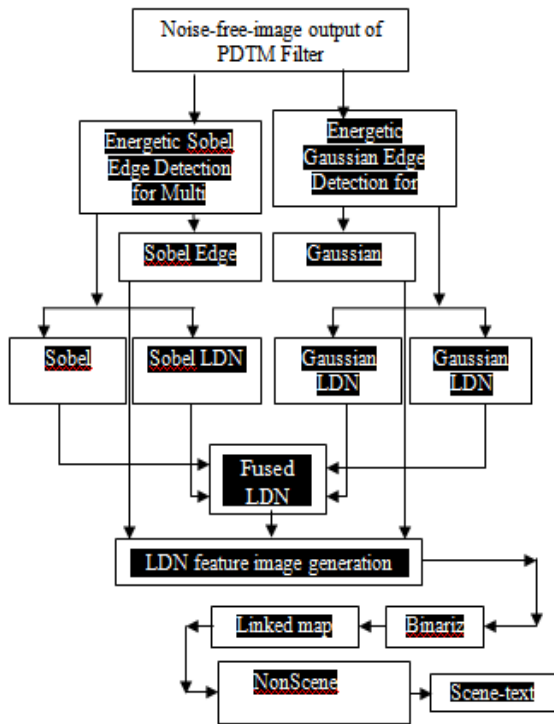 Noise-free-image output of
PDTM Filter
Energetic Sobel
Edge Detection
for Multi
Energetic
Gaussian Edge
Detection for
Sobel Edge
Gaussian
Sobel
Sobel LDN
Gaussian
LDN
Gaussian
LDN
Fused
LDN
LDN feature image generation
Linked map
Binariz
NonScene
Scene-text